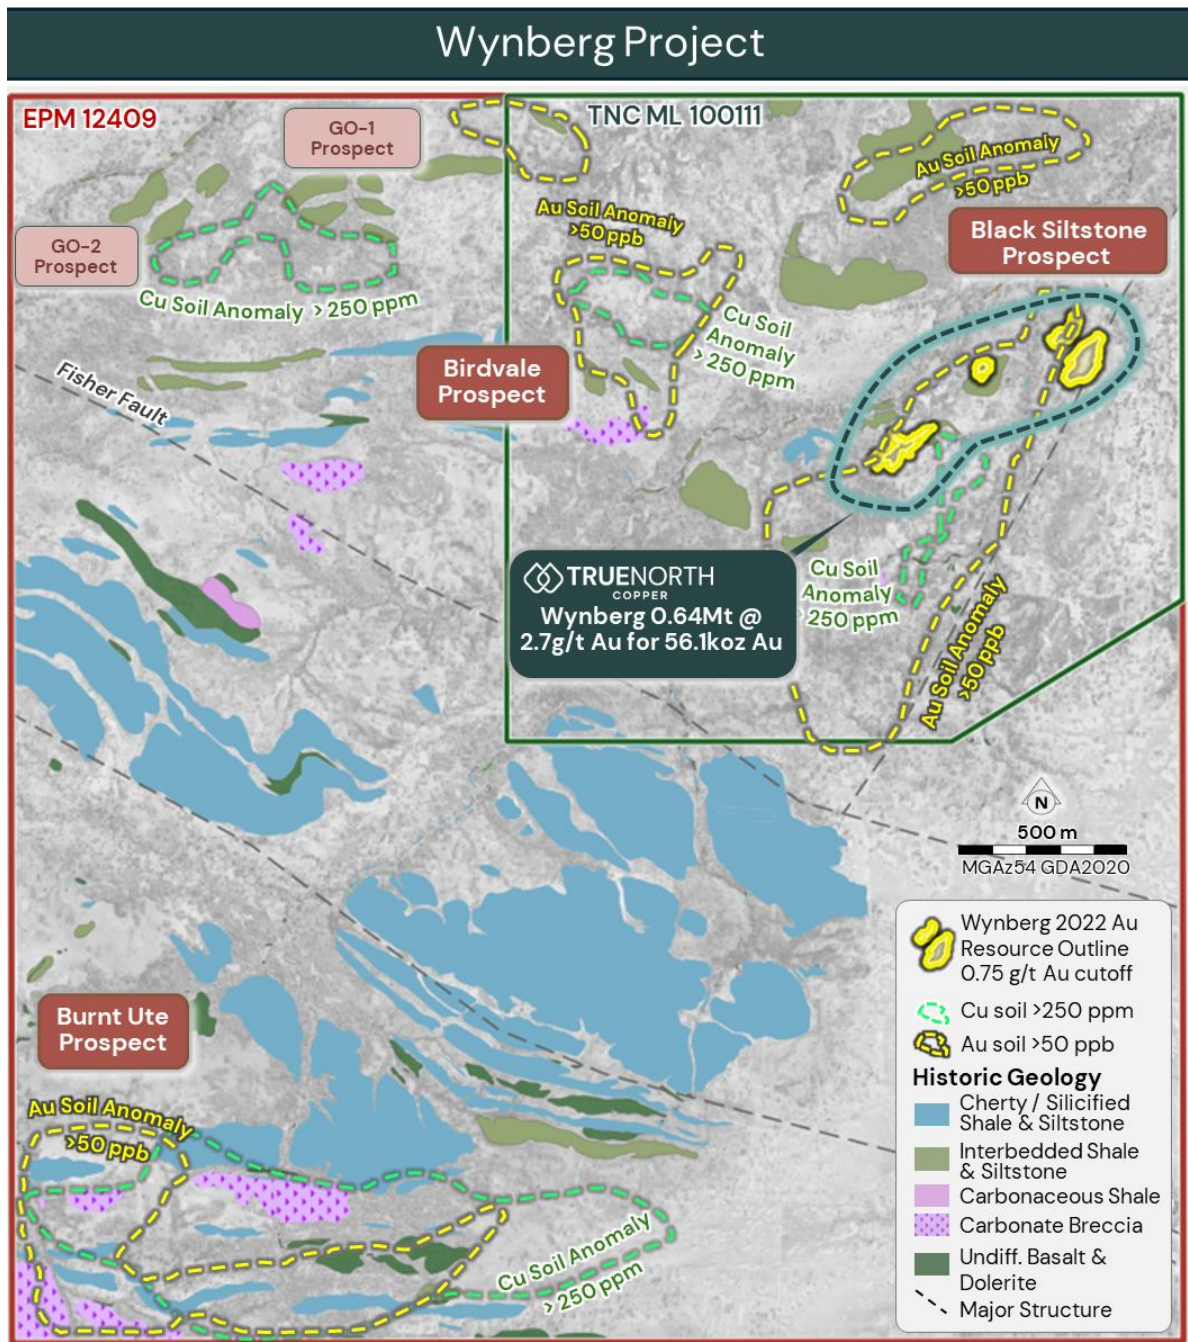 Wynberg Project
EPM 12409
TNC ML 100111
GO-1
Prospect
Au Soil Anomaly
>50 ppb
Au Soil Anomaly
>50 ppb
Black Siltstone
Prospect
GO-2
Prospect
Cu Soil Anomaly > 250 ppm
Cu Soil
Anomaly
> 250 ppm
Birdvale
Prospect
Fisher Fault
TRUENORTH
COPPER
Wynberg 0.64Mt @
2.7g/t Au for 56.1koz Au
Cu Soil
Anomaly
> 250 ppm
Au Soil Anomaly
>50 ppb
N
500 m
MGAz54 GDA2020
Burnt Ute
Prospect
Au Soil Anomaly
>50 ppb
Cu Soil Anomaly
> 250 ppm
Wynberg 2022 Au
Resource Outline
0.75 g/t Au cutoff
Cu soil >250 ppm
Au soil >50 ppb
Historic Geology
Cherty / Silicified
Shale & Siltstone
Interbedded Shale
& Siltstone
Carbonaceous Shale
Carbonate Breccia
Undiff. Basalt &
Dolerite
Major Structure